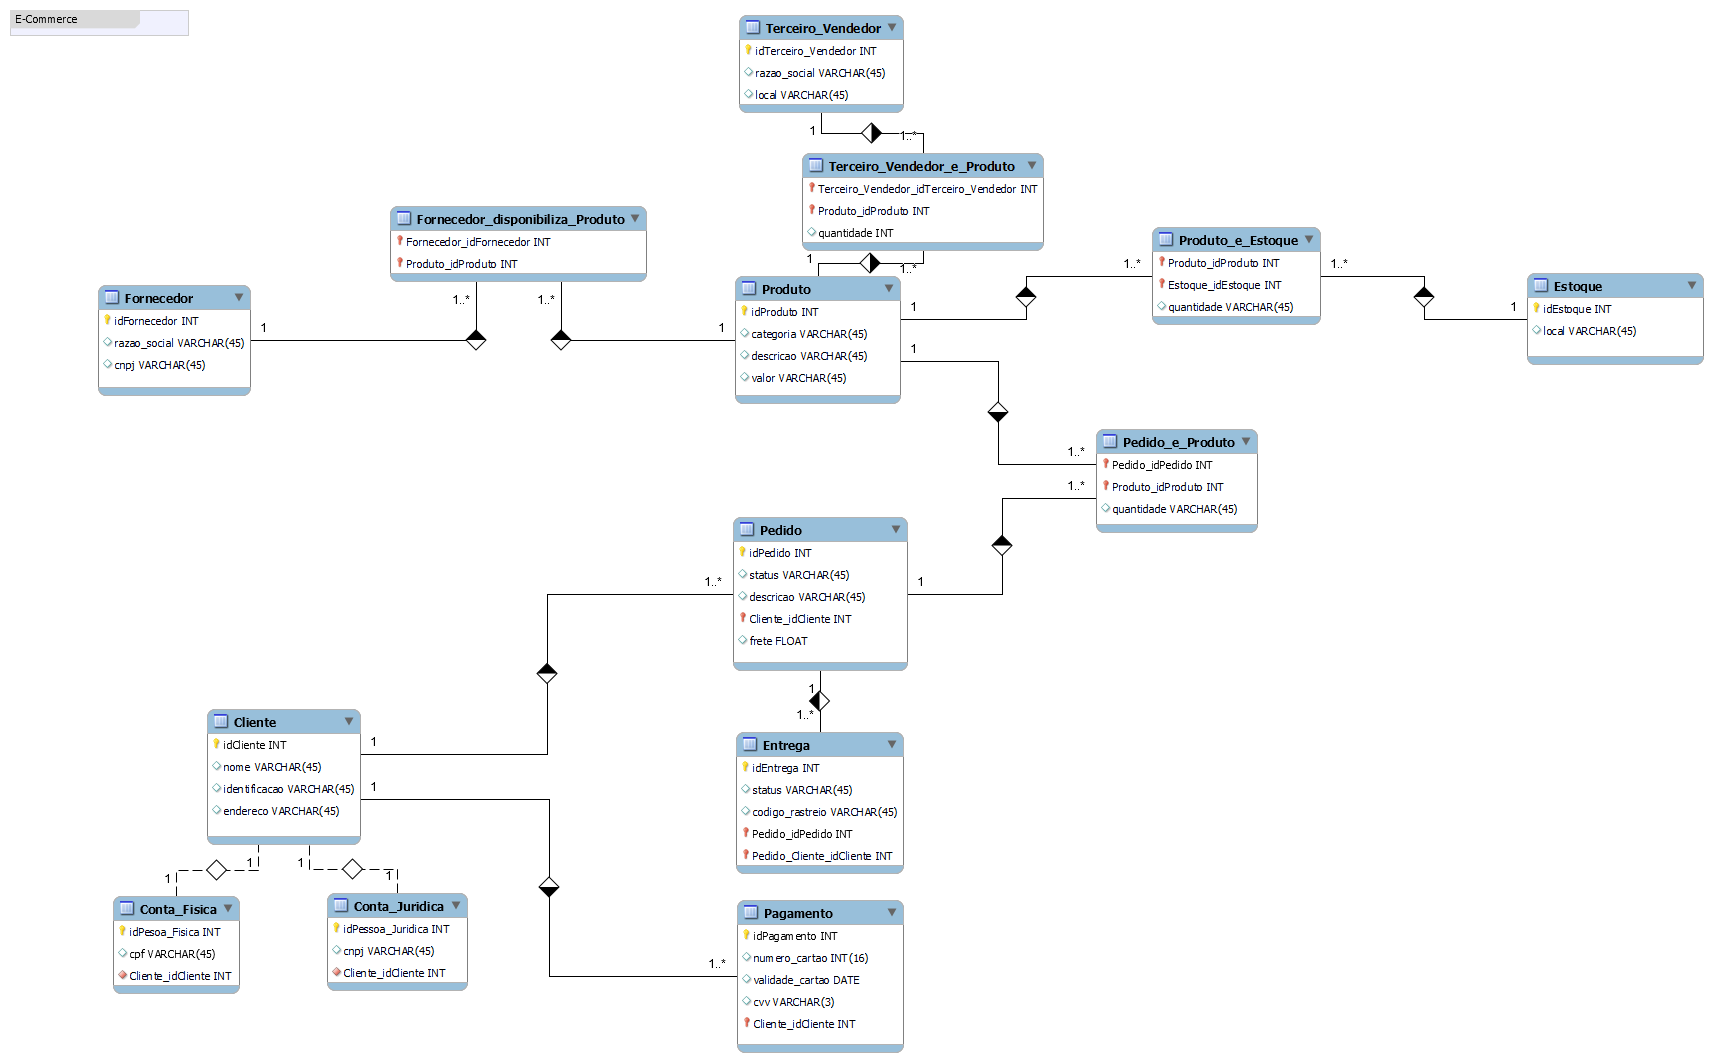 E-Commerce
Terceiro_Vendedor
idTerceiro_Vendedor INT
razao_social VARCHAR(45)
local VARCHAR(45)
1
1..*
Terceiro_Vendedor_e_Produto
Terceiro_Vendedor_idTerceiro_Vendedor INT
Produto_idProduto INT
quantidade INT
1
1..*
Fornecedor_disponibiliza_Produto
Fornecedor_idFornecedor INT
Produto_idProduto INT
1..*
1..*
Fornecedor
idFornecedor INT
razao_social VARCHAR(45)
cnpj VARCHAR(45)
1
1
Produto
idProduto INT
categoria VARCHAR(45)
descricao VARCHAR(45)
valor VARCHAR(45)
1
1
1..*
Produto_e_Estoque
Produto_idProduto INT
Estoque_idEstoque INT
quantidade VARCHAR(45)
1..*
1
Estoque
idEstoque INT
local VARCHAR(45)
1..*
1..*
Pedido_e_Produto
Pedido_idPedido INT
Produto_idProduto INT
quantidade VARCHAR(45)
Pedido
idPedido INT
status VARCHAR(45)
descricao VARCHAR(45)
Cliente_idCliente INT
frete FLOAT
1..*
1
1
1..*
Cliente
idCliente INT
nome VARCHAR(45)
identificacao VARCHAR(45)
endereco VARCHAR(45)
1
1
Entrega
idEntrega INT
status VARCHAR(45)
codigo_rastreio VARCHAR(45)
Pedido_idPedido INT
Pedido_Cliente_idCliente INT
1
1
1
1
Conta_Fisica
idPesoa_Fisica INT
cpf VARCHAR(45)
Cliente_idCliente INT
Conta_Juridica
idPessoa_Juridica INT
cnpj VARCHAR(45)
Cliente_idCliente INT
1..*
Pagamento
idPagamento INT
numero_cartao INT(16)
validade_cartao DATE
cvv VARCHAR(3)
Cliente_idCliente INT